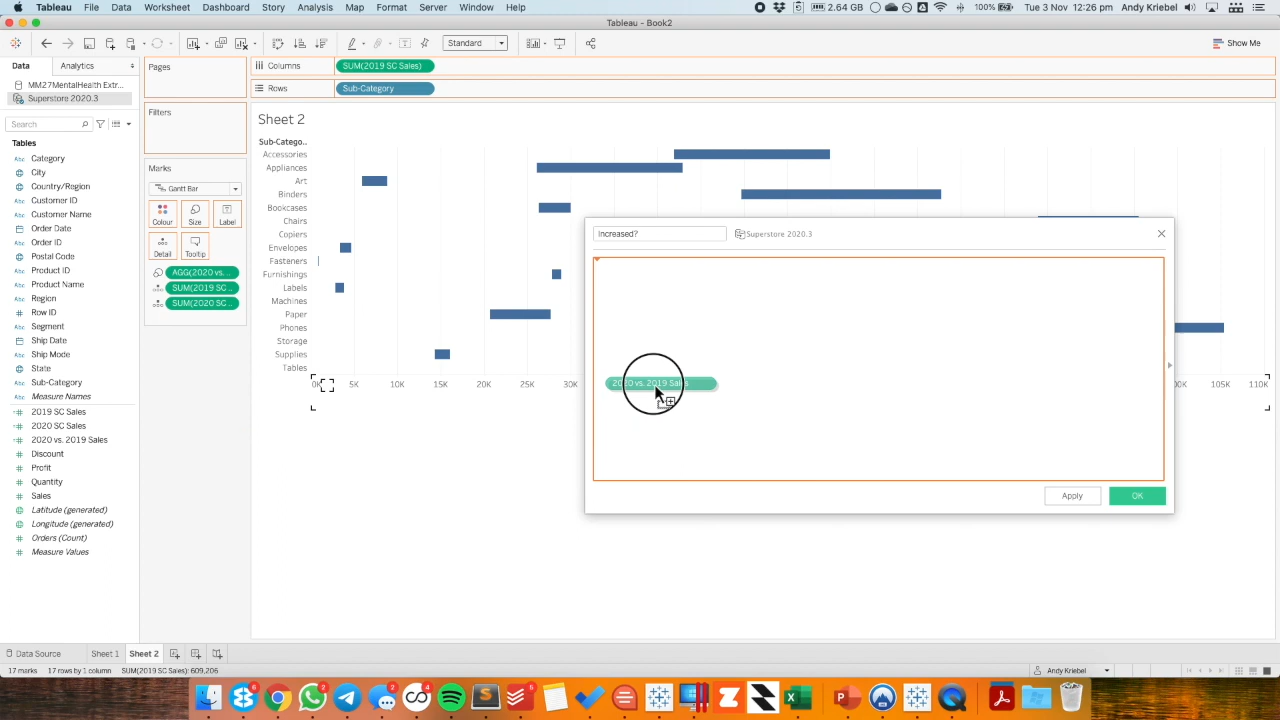 Tableau File Data Worksheet Dashboard Story Analysis Map Format Server Window Help 2.64 GB 100% Tue 3 Nov 12:26 pm Andy Kriebel
Tableau - Book2
Standard Show Me
Data Analytics Pages Columns SUM(2019 SC Sales)
MM27MentalHealth Extr...
Rows Sub-Category
Superstore 2020.3
Filters
Sheet 2
Search
Sub-Catego..
Tables
Accessories
Category
Marks
Appliances
City
Art
Country/Region
Gantt Bar
Binders
Customer ID
Bookcases
Customer Name
Colour Size Label
Chairs
Order Date
Copiers
Increased? Superstore 2020.3
Order ID
Envelopes
Postal Code
Detail Tooltip
Fasteners
Product ID
AGG(2020 vs. ..
Furnishings
Product Name
SUM(2019 SC ..
Labels
Region
SUM(2020 SC ..
Machines
Row ID
Paper
Segment
Phones
Ship Date
Storage
Ship Mode
Supplies
State
Tables
Sub-Category
0K 5K 10K 15K 20K 25K 30K 2020 vs. 2019 Sales 105K 110K
Measure Names
2019 SC Sales
2020 SC Sales
2020 vs. 2019 Sales
Discount
Profit
Quantity
Sales
Apply OK
Latitude (generated)
Longitude (generated)
Orders (Count)
Measure Values
Data Source Sheet 1 Sheet 2
17 marks 17 rows by 1 column SUM(2019 SC Sales): 609,206 Andy Kriebel